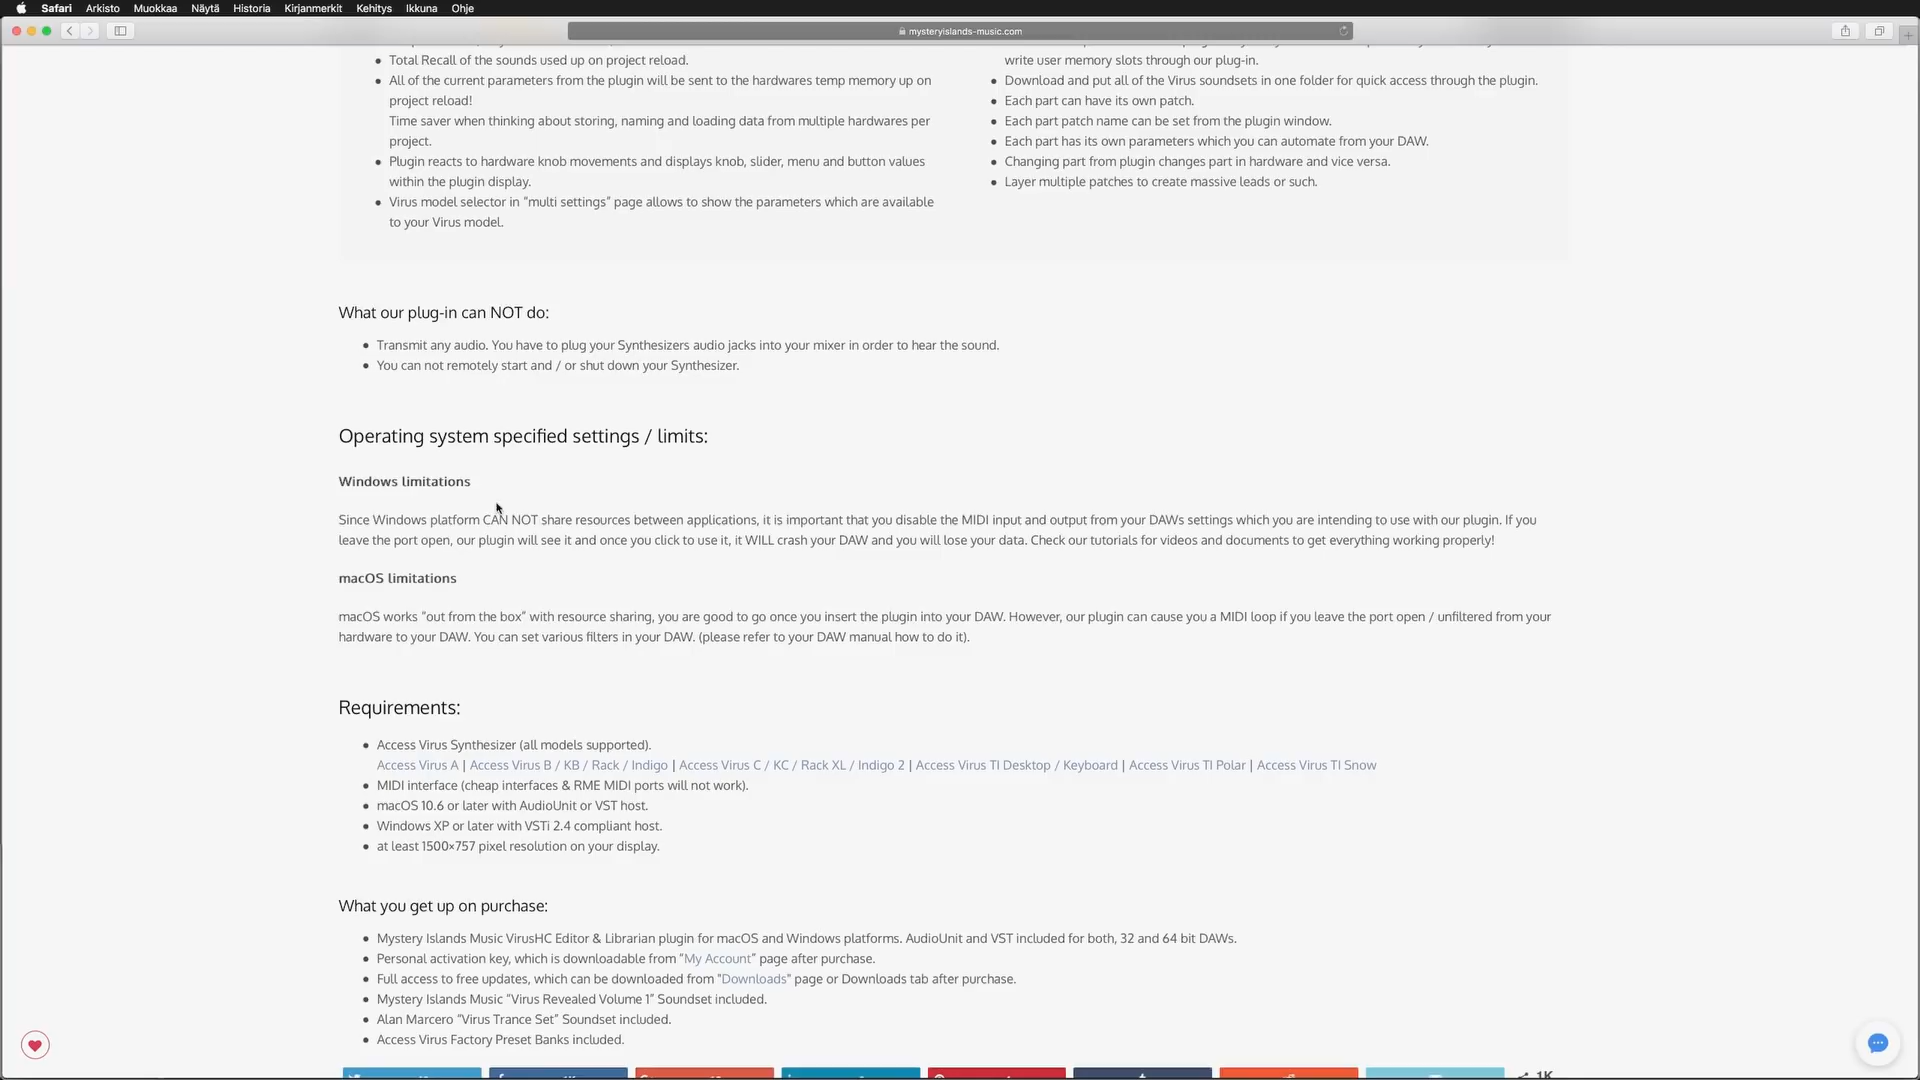 Safari Arkisto Muokkaa Näytä Historia Kirjanmerkit Kehitys Ikkuna Ohje
mysteryislands-music.com
Total Recall of the sounds used up on project reload.
All of the current parameters from the plugin will be sent to the hardwares temp memory up on
project reload!
Time saver when thinking about storing, naming and loading data from multiple hardwares per
project.
Plugin reacts to hardware knob movements and displays knob, slider, menu and button values
within the plugin display.
Virus model selector in "multi settings" page allows to show the parameters which are available
to your Virus model.
write user memory slots through our plug-in.
Download and put all of the Virus soundsets in one folder for quick access through the plugin.
Each part can have its own patch.
Each part patch name can be set from the plugin window.
Each part has its own parameters which you can automate from your DAW.
Changing part from plugin changes part in hardware and vice versa.
Layer multiple patches to create massive leads or such.
What our plug-in can NOT do:
Transmit any audio. You have to plug your Synthesizers audio jacks into your mixer in order to hear the sound.
You can not remotely start and / or shut down your Synthesizer.
Operating system specified settings / limits:
Windows limitations
Since Windows platform CAN NOT share resources between applications, it is important that you disable the MIDI input and output from your DAWs settings which you are intending to use with our plugin. If you
leave the port open, our plugin will see it and once you click to use it, it WILL crash your DAW and you will lose your data. Check our tutorials for videos and documents to get everything working properly!
macOS limitations
macOS works "out from the box" with resource sharing, you are good to go once you insert the plugin into your DAW. However, our plugin can cause you a MIDI loop if you leave the port open / unfiltered from your
hardware to your DAW. You can set various filters in your DAW. (please refer to your DAW manual how to do it).
Requirements:
Access Virus Synthesizer (all models supported).
Access Virus A | Access Virus B / KB / Rack / Indigo | Access Virus C / KC / Rack XL / Indigo 2 | Access Virus TI Desktop / Keyboard | Access Virus TI Polar | Access Virus TI Snow
MIDI interface (cheap interfaces & RME MIDI ports will not work).
macOS 10.6 or later with AudioUnit or VST host.
Windows XP or later with VSTi 2.4 compliant host.
at least 1500×757 pixel resolution on your display.
What you get up on purchase:
Mystery Islands Music VirusHC Editor & Librarian plugin for macOS and Windows platforms. AudioUnit and VST included for both, 32 and 64 bit DAWs.
Personal activation key, which is downloadable from "My Account" page after purchase.
Full access to free updates, which can be downloaded from "Downloads" page or Downloads tab after purchase.
Mystery Islands Music "Virus Revealed Volume 1" Soundset included.
Alan Marcero "Virus Trance Set" Soundset included.
Access Virus Factory Preset Banks included.
1K